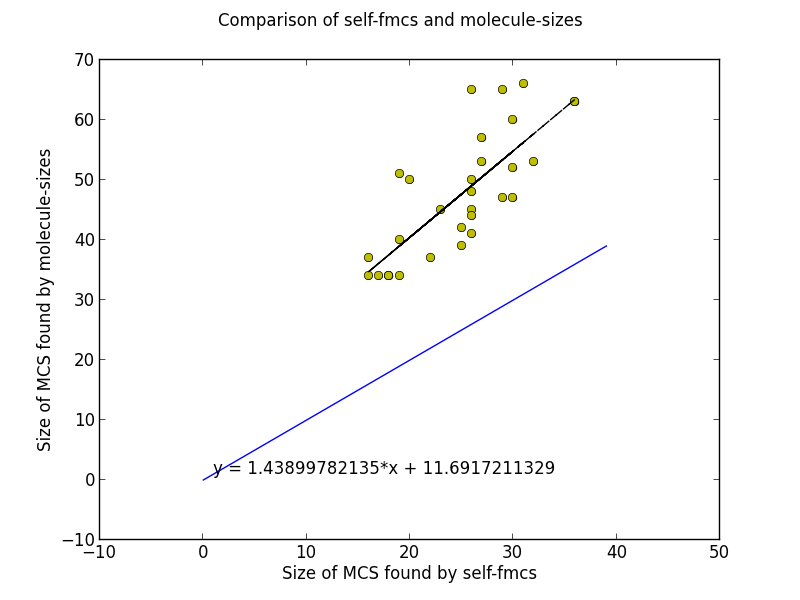 Comparison of self-fmcs and molecule-sizes
70
60
50
40
30
20
10
0
−10
Size of MCS found by molecule-sizes
y = 1.43899782135*x + 11.6917211329
−10 0 10 20 30 40 50
Size of MCS found by self-fmcs